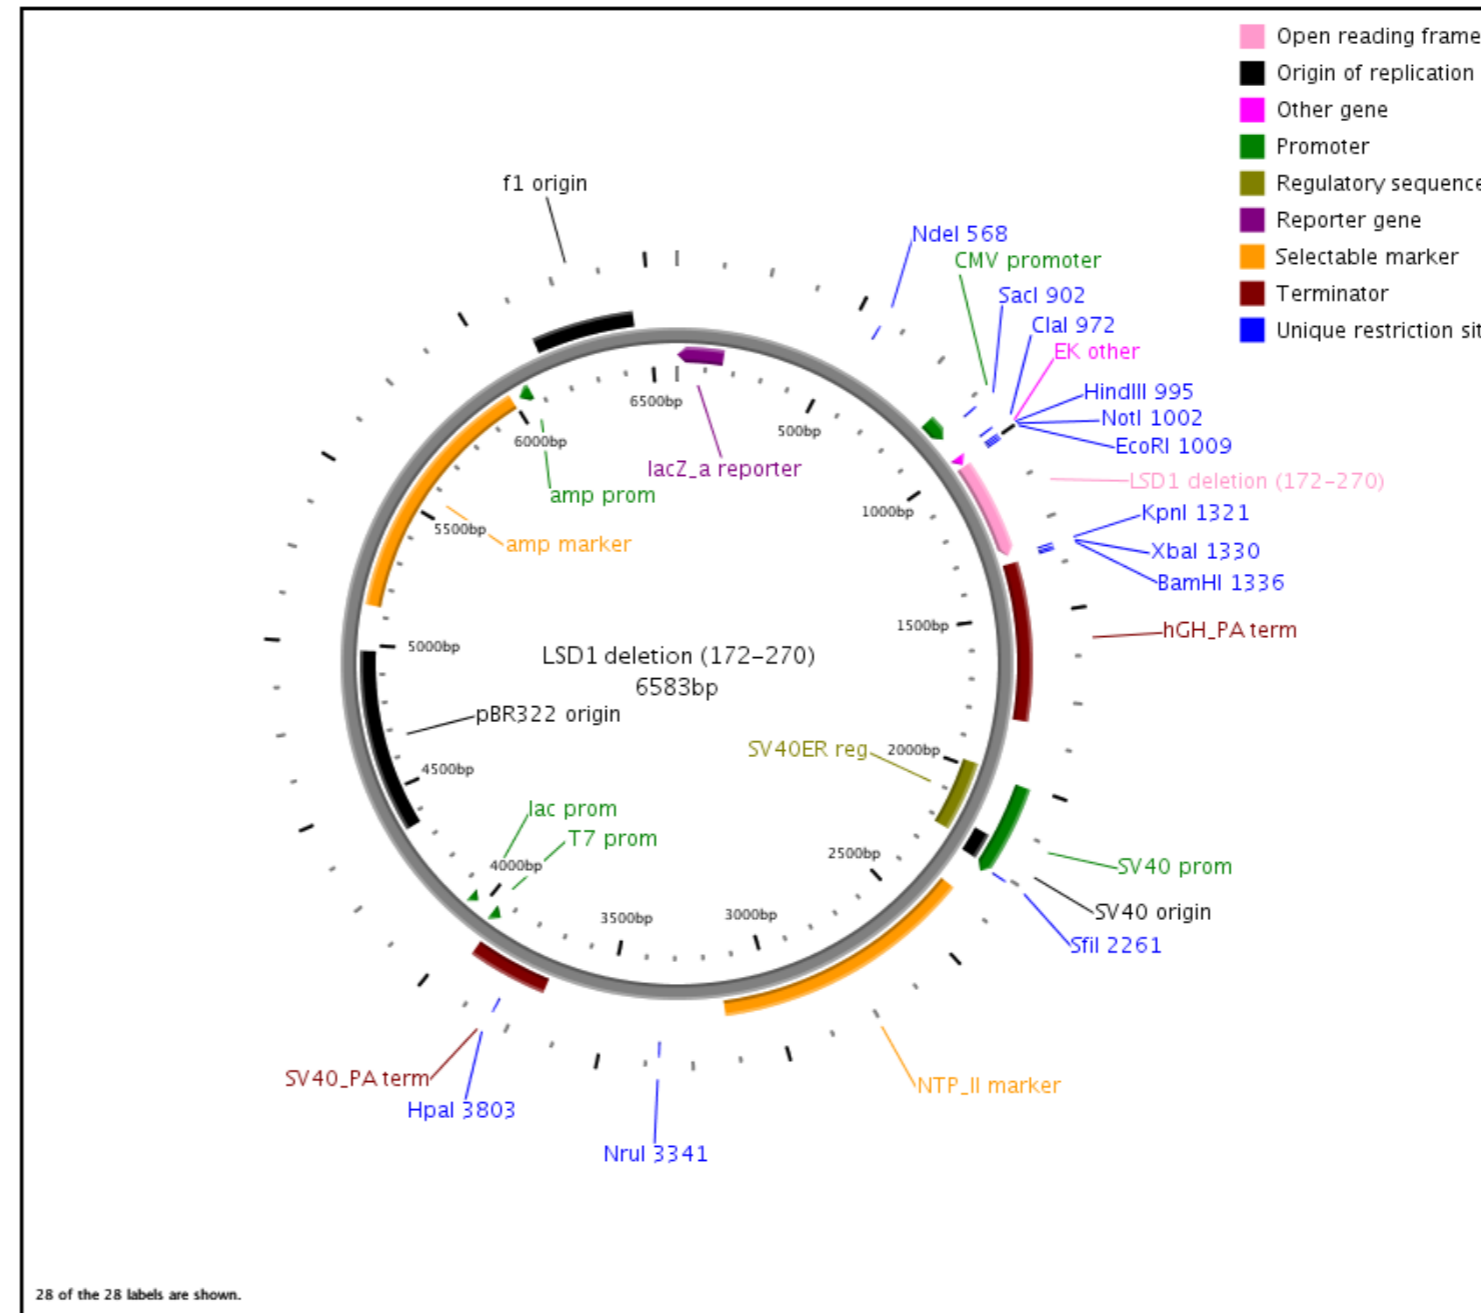 Open reading frame
Origin of replication
Other gene
Promoter
Regulatory sequence
Reporter gene
Selectable marker
Terminator
Unique restriction sit
f1 origin
NdeI 568
CMV promoter
SacI 902
ClaI 972
EK other
HindIII 995
NotI 1002
EcoRI 1009
LSD1 deletion (172-270)
KpnI 1321
XbaI 1330
BamHI 1336
hGH_PA term
6500bp
500bp
6000bp
lacZ_a reporter
amp prom
1000bp
5500bp
amp marker
1500bp
5000bp
LSD1 deletion (172-270)
6583bp
pBR322 origin
SV40ER reg
2000bp
4500bp
lac prom
T7 prom
4000bp
2500bp
SV40 prom
SV40 origin
SfiI 2261
3500bp
3000bp
SV40_PA term
HpaI 3803
NTP_II marker
NruI 3341
28 of the 28 labels are shown.